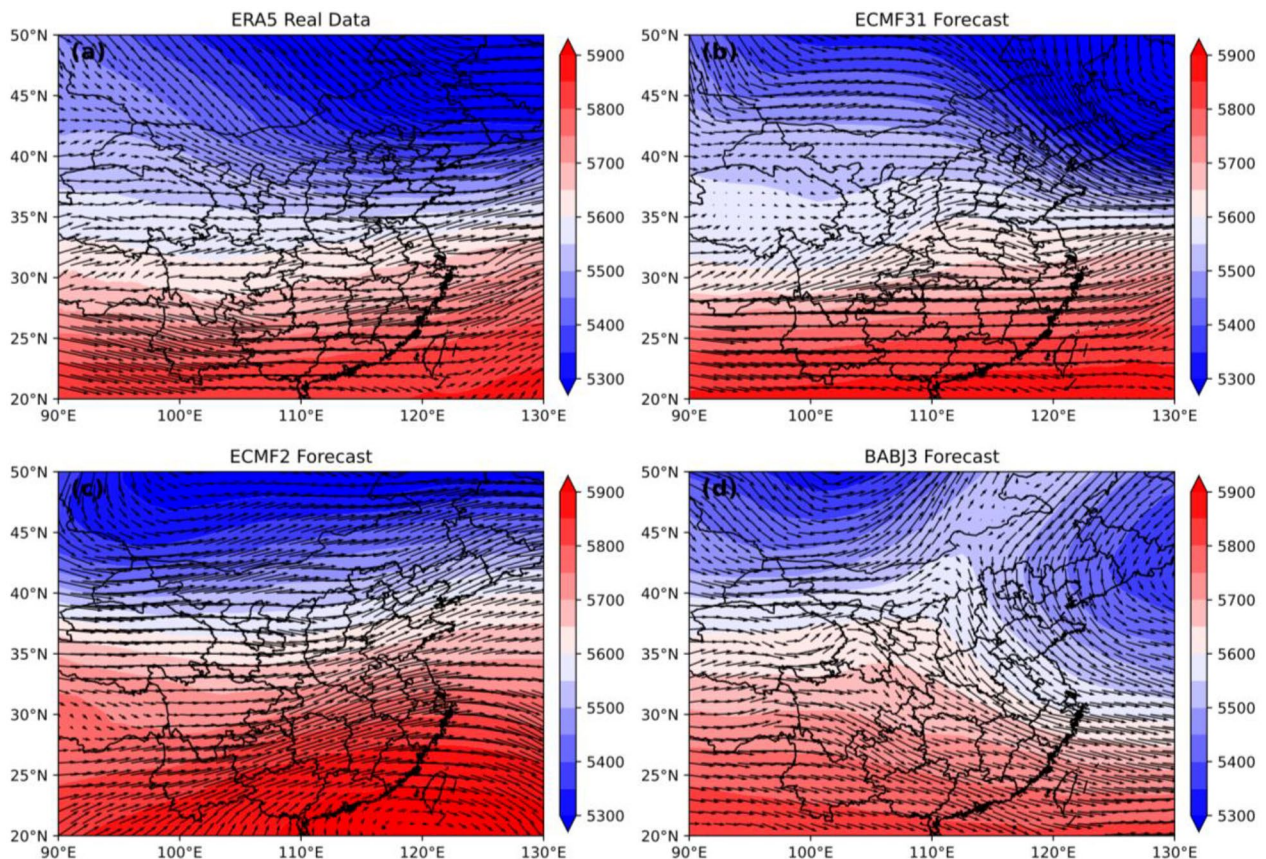 ERA5 Real Data
ECMF31 Forecast
(a)
50°N
45°N
40°N
35°N
30°N
25°N
20°N
90°E 100°E 110°E 120°E 130°E
5900
5800
5700
5600
5500
5400
5300
(b)
50°N
45°N
40°N
35°N
30°N
25°N
20°N
90°E 100°E 110°E 120°E 130°E
5900
5800
5700
5600
5500
5400
5300
ECMF2 Forecast
BABJ3 Forecast
(c)
50°N
45°N
40°N
35°N
30°N
25°N
20°N
90°E 100°E 110°E 120°E 130°E
5900
5800
5700
5600
5500
5400
5300
(d)
50°N
45°N
40°N
35°N
30°N
25°N
20°N
90°E 100°E 110°E 120°E 130°E
5900
5800
5700
5600
5500
5400
5300